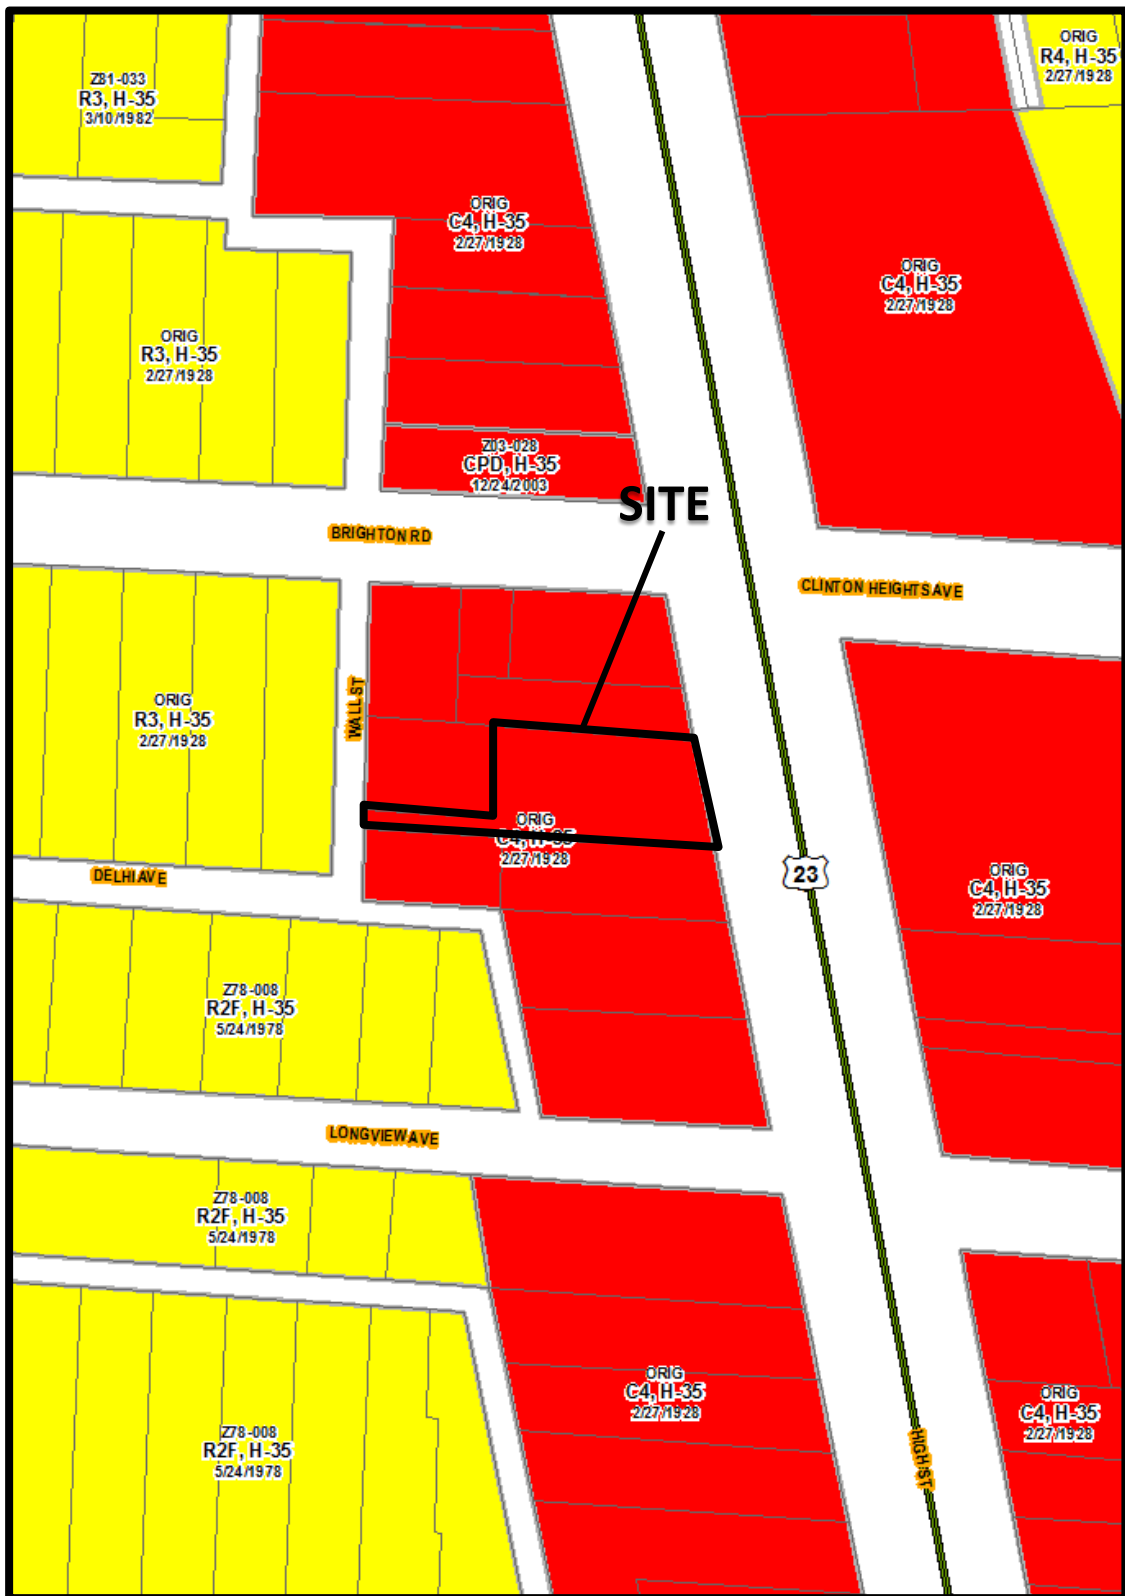 ORIG
R4, H-35
2/27/1928
Z81-033
R3, H-35
3/10/1982
ORIG
C4, H-35
2/27/1928
ORIG
C4, H-35
2/27/1928
ORIG
R3, H-35
2/27/1928
Z03-028
CPD, H-35
12/24/2003
SITE
BRIGHTON RD
CLINTON HEIGHTS AVE
WALL ST
ORIG
R3, H-35
2/27/1928
ORIG
C4, H-35
2/27/1928
23
DELHI AVE
ORIG
C4, H-35
2/27/1928
Z78-008
R2F, H-35
5/24/1978
LONGVIEW AVE
Z78-008
R2F, H-35
5/24/1978
ORIG
C4, H-35
2/27/1928
ORIG
C4, H-35
2/27/1928
Z78-008
R2F, H-35
5/24/1978
HIGH ST